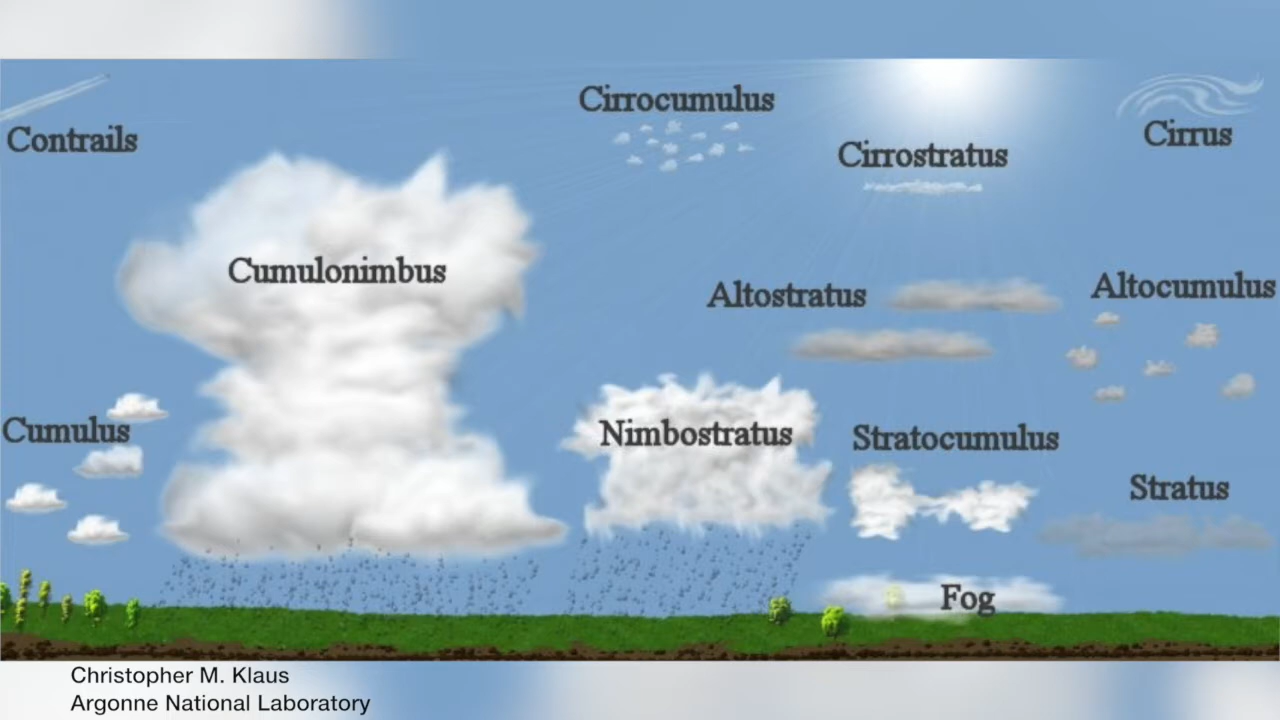 Cirrocumulus
Contrails
Cirrus
Cirrostratus
Cumulonimbus
Altostratus
Altocumulus
Cumulus
Nimbostratus
Stratocumulus
Stratus
Fog
Christopher M. Klaus
Argonne National Laboratory